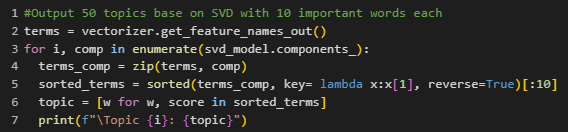 1 #Output 50 topics base on SVD with 10 important words each
2 terms = vectorizer.get_feature_names_out()
3 for i, comp in enumerate(svd_model.components_):
4     terms_comp = zip(terms, comp)
5     sorted_terms = sorted(terms_comp, key= lambda x:x[1], reverse=True)[:10]
6     topic = [w for w, score in sorted_terms]
7     print(f"\Topic {i}: {topic}")